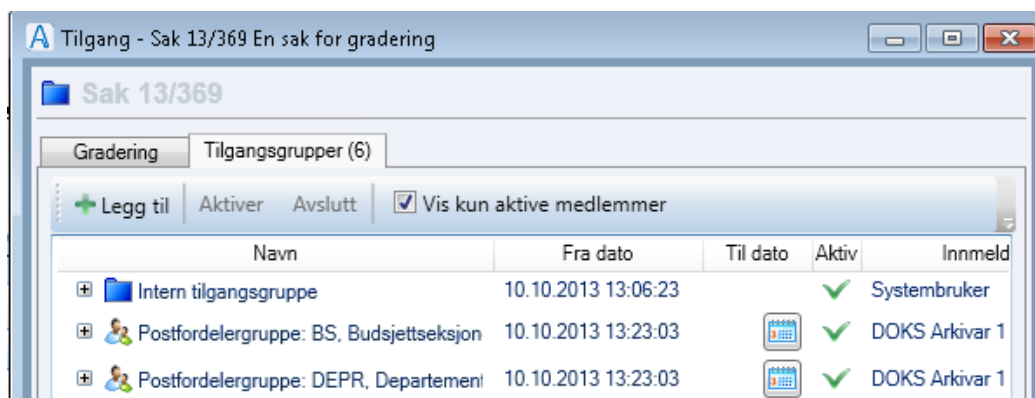 Tilgang - Sak 13/369 En sak for gradering
Sak 13/369
Gradering Tilgangsgrupper (6)
Legg til Aktiver Avslutt Vis kun aktive medlemmer
Navn Fra dato Til dato Aktiv Innmeld
Intern tilgangsgruppe 10.10.2013 13:06:23 Systembruker
Postfordelergruppe: BS, Budsjettseksjon 10.10.2013 13:23:03 DOKS Arkivar 1
Postfordelergruppe: DEPR, Departement 10.10.2013 13:23:03 DOKS Arkivar 1